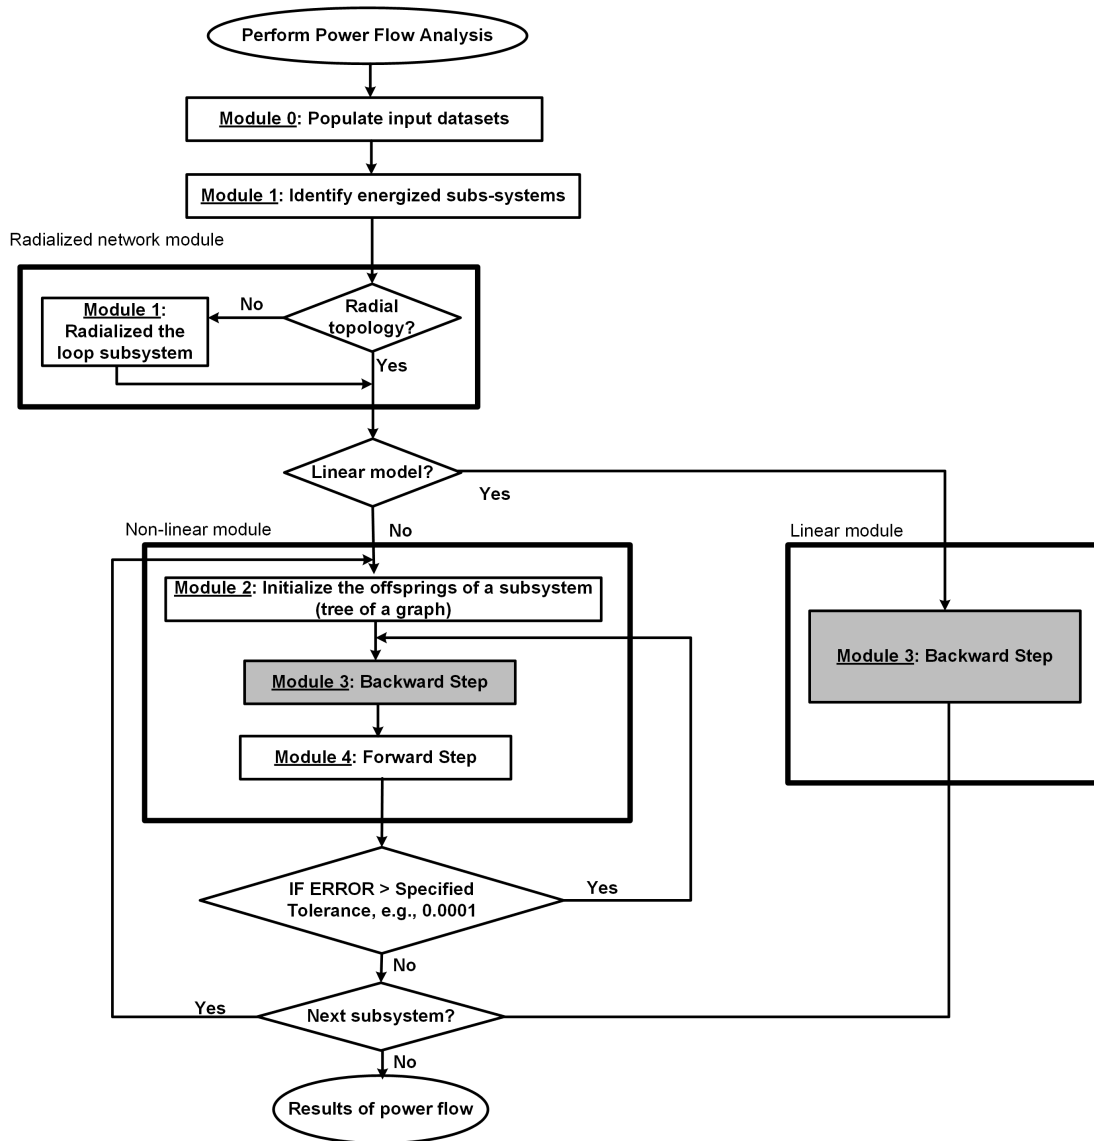 Perform Power Flow Analysis
Module 0: Populate input datasets
Module 1: Identify energized subs-systems
Radialized network module
Module 1:
Radialized the
loop subsystem
No
Radial
topology?
Yes
Linear model?
Yes
No
Non-linear module
Linear module
Module 2: Initialize the offsprings of a subsystem
(tree of a graph)
Module 3: Backward Step
Module 3: Backward Step
Module 4: Forward Step
IF ERROR > Specified
Tolerance, e.g., 0.0001
Yes
No
Yes
Next subsystem?
No
Results of power flow